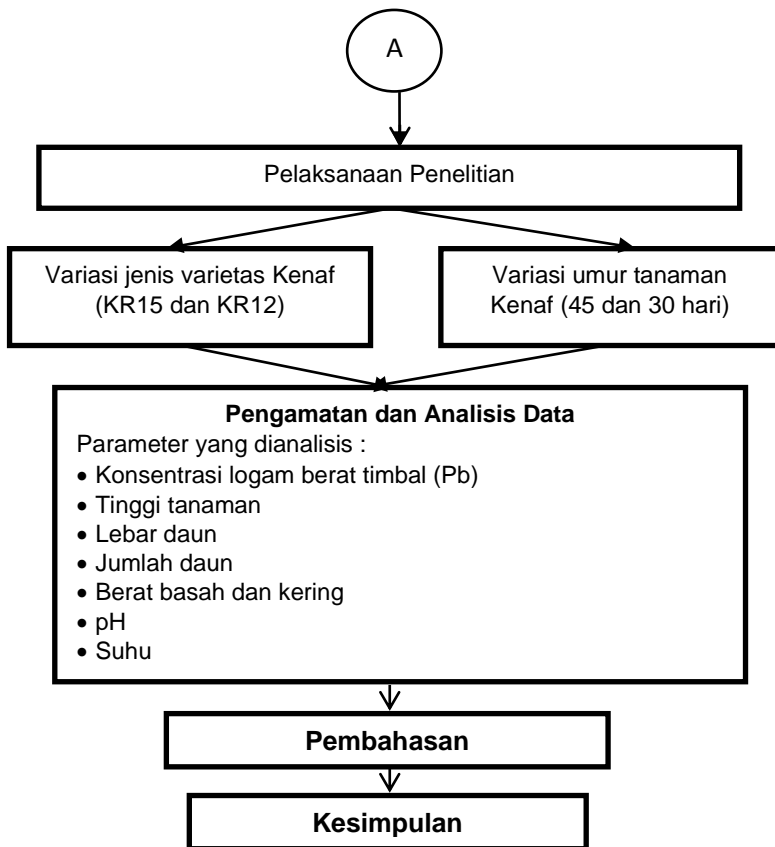 A
Pelaksanaan Penelitian
Variasi jenis varietas Kenaf
(KR15 dan KR12)
Variasi umur tanaman
Kenaf (45 dan 30 hari)
Pengamatan dan Analisis Data
Parameter yang dianalisis :
• Konsentrasi logam berat timbal (Pb)
• Tinggi tanaman
• Lebar daun
• Jumlah daun
• Berat basah dan kering
• pH
• Suhu
Pembahasan
Kesimpulan